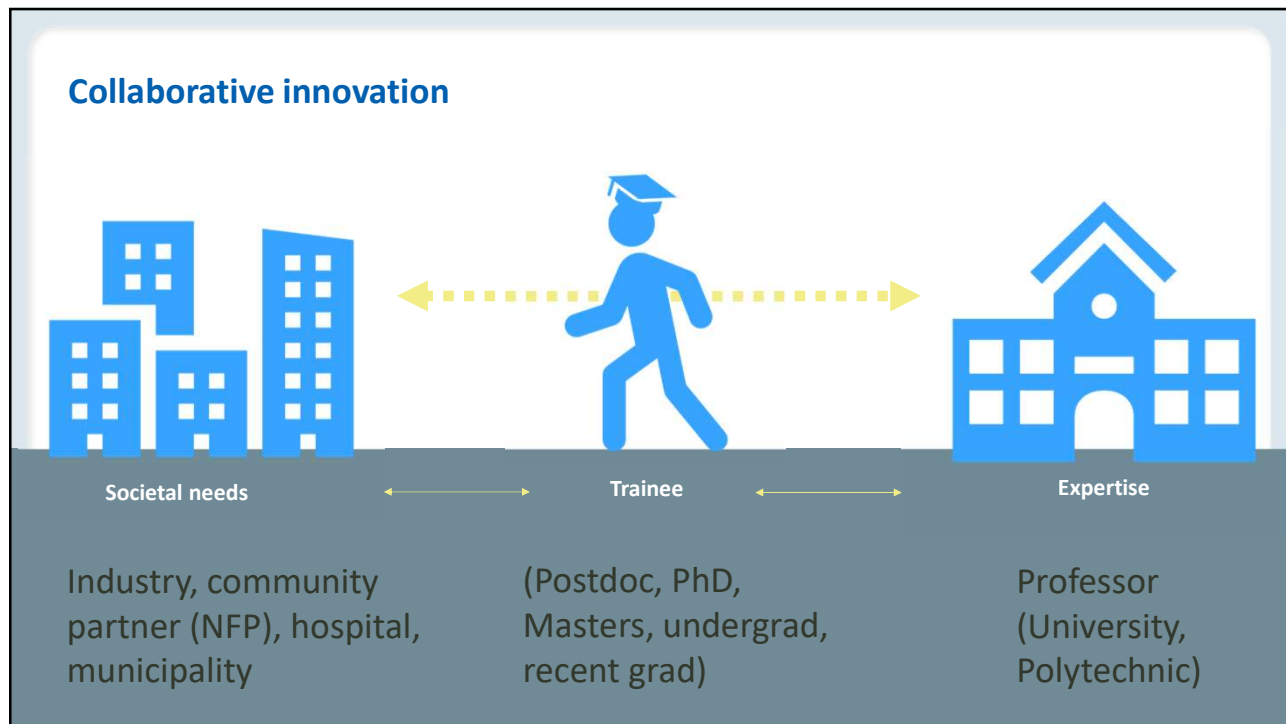 Collaborative innovation
Societal needs
Trainee
Expertise
Industry, community
partner (NFP), hospital,
municipality
(Postdoc, PhD,
Masters, undergrad,
recent grad)
Professor
(University,
Polytechnic)